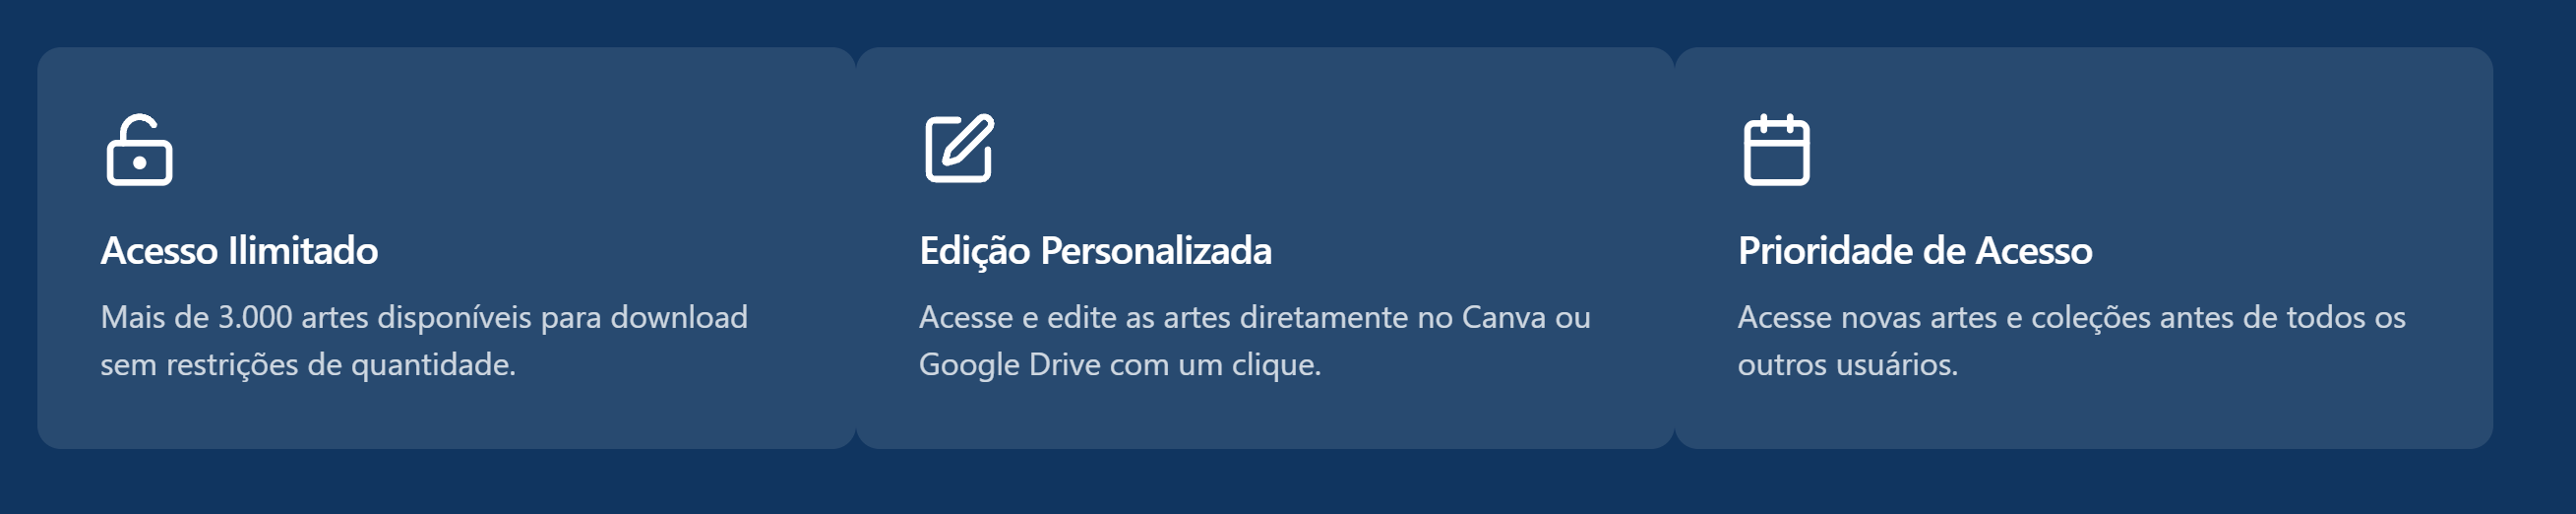 Acesso Ilimitado
Mais de 3.000 artes disponíveis para download
sem restrições de quantidade.
Edição Personalizada
Acesse e edite as artes diretamente no Canva ou
Google Drive com um clique.
Prioridade de Acesso
Acesse novas artes e coleções antes de todos os
outros usuários.